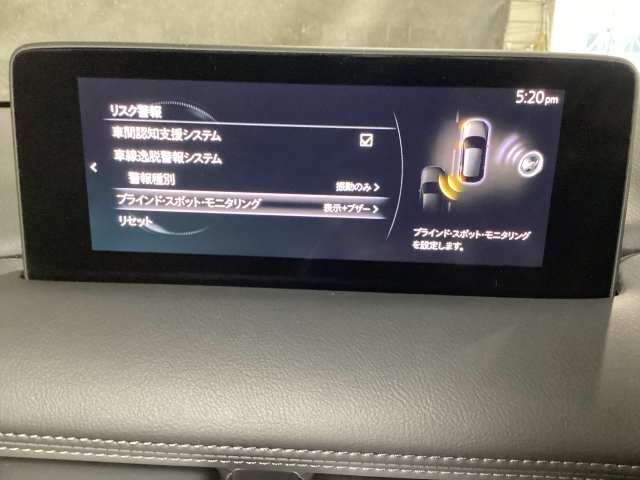 5:20pm
リスク警報
車間認知支援システム
車線逸脱警報システム
警報種別 振動のみ
ブラインド・スポット・モニタリング 表示+ブザー
リセット
ブラインド・スポット・モニタリング
を設定します。